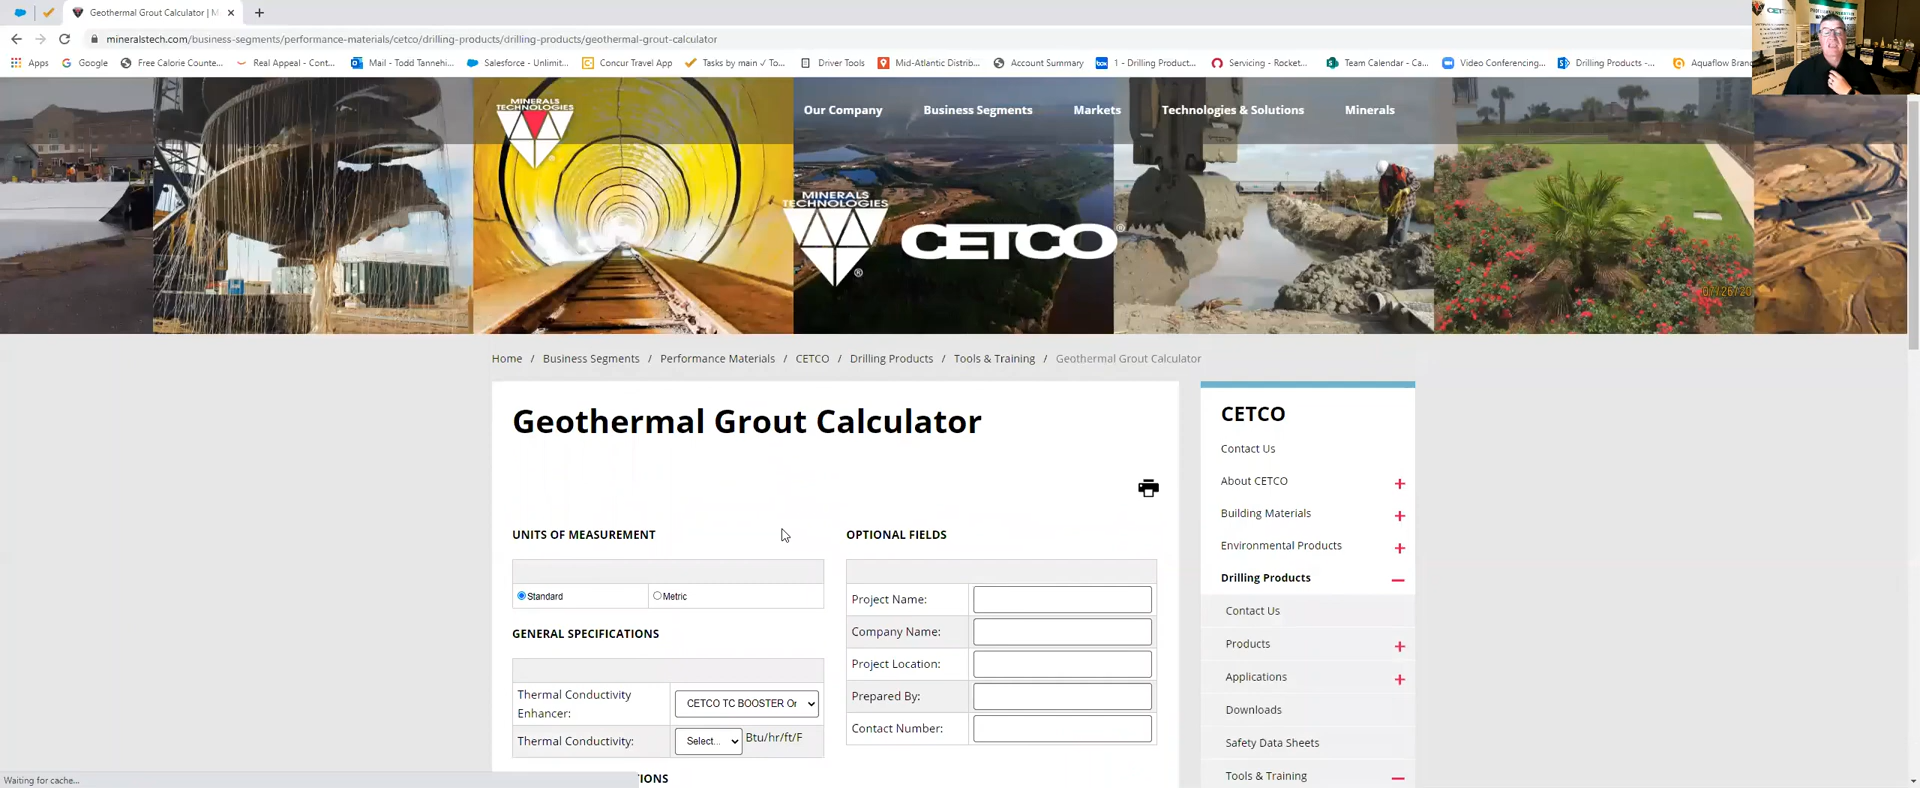 Geothermal Grout Calculator | M
mineralstech.com/business-segments/performance-materials/cetco/drilling-products/drilling-products/geothermal-grout-calculator
Apps Google Free Calorie Counte... Real Appeal - Cont... Mail - Todd Tannehi... Salesforce - Unlimit... Concur Travel App Tasks by main ✓ To... Driver Tools Mid-Atlantic Distrib... Account Summary 1 - Drilling Product... Servicing - Rocket... Team Calendar - Ca... Video Conferencing... Drilling Products -... Aquaflow Bran
CETCO
MINERALS
TECHNOLOGIES
Our Company Business Segments Markets Technologies & Solutions Minerals
MINERALS
TECHNOLOGIES
®
CETCO®
07/26/20
Home / Business Segments / Performance Materials / CETCO / Drilling Products / Tools & Training / Geothermal Grout Calculator
Geothermal Grout Calculator
UNITS OF MEASUREMENT
Standard Metric
GENERAL SPECIFICATIONS
Thermal Conductivity
Enhancer:
CETCO TC BOOSTER Or
Thermal Conductivity: Select... Btu/hr/ft/F
IONS
OPTIONAL FIELDS
Project Name:
Company Name:
Project Location:
Prepared By:
Contact Number:
CETCO
Contact Us
About CETCO +
Building Materials +
Environmental Products +
Drilling Products –
Contact Us
Products +
Applications +
Downloads
Safety Data Sheets
Tools & Training –
Waiting for cache...